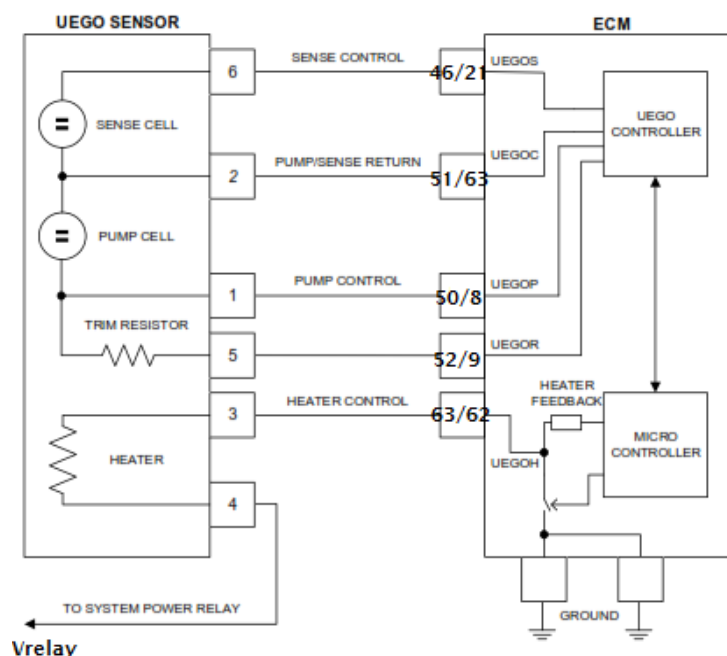 UEGO SENSOR
ECM
6
SENSE CONTROL
46/21
UEGOS
SENSE CELL
UEGO
CONTROLLER
2
PUMP/SENSE RETURN
51/63
UEGOC
PUMP CELL
1
PUMP CONTROL
50/8
UEGOP
TRIM RESISTOR
5
52/9
UEGOR
3
HEATER CONTROL
63/62
HEATER
FEEDBACK
UEGOH
MICRO
CONTROLLER
HEATER
4
TO SYSTEM POWER RELAY
GROUND
Vrelay